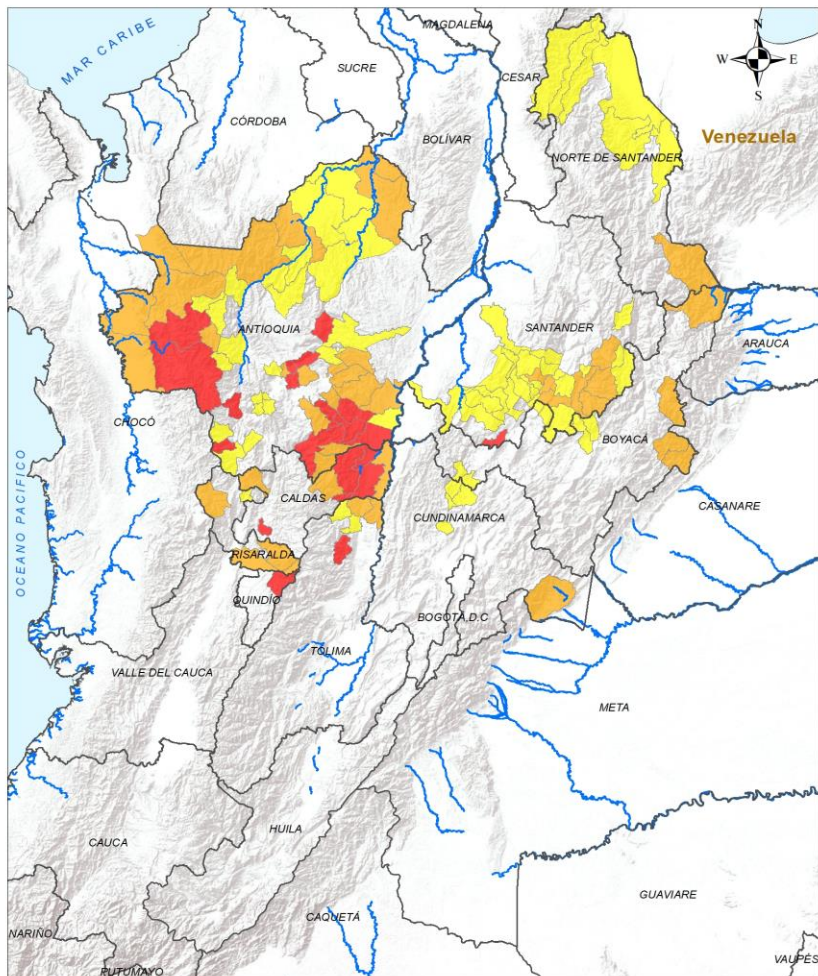 MAGDALENA
MAR CARIBE
N
SUCRE
CESAR
W
E
S
CÓRDOBA
Venezuela
BOLÍVAR
NORTE DE SANTANDER
ANTIOQUIA
SANTANDER
ARAUCA
CHOCÓ
BOYACÁ
OCEANO PACIFICO
CALDAS
CASANARE
CUNDINAMARCA
RISARALDA
QUINDÍO
BOGOTÁ D.C
TOLIMA
VALLE DEL CAUCA
META
HUILA
CAUCA
GUAVIARE
CAQUETÁ
NARIÑO
VAUPÉS
PUTUMAYO